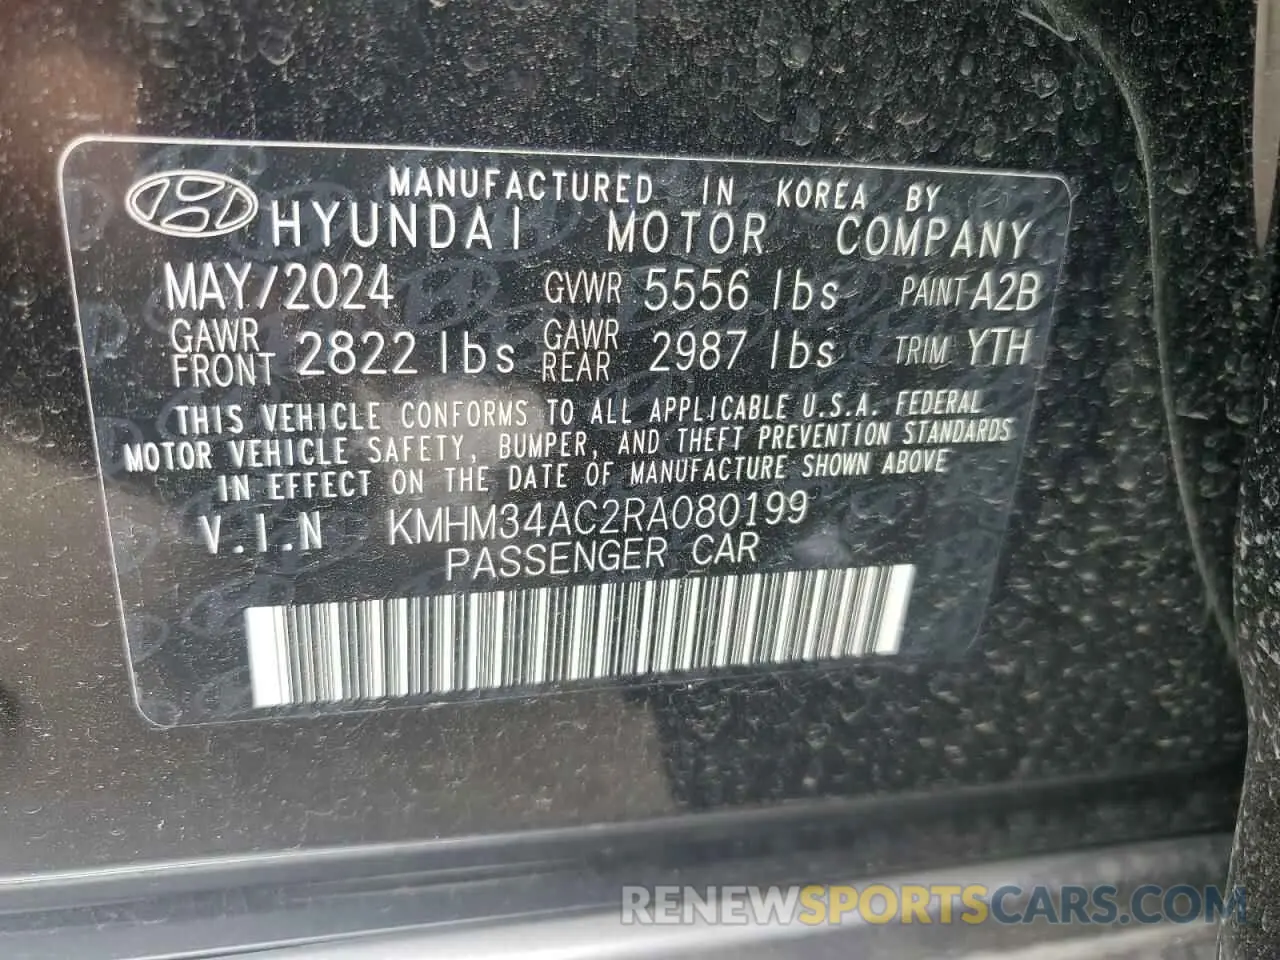 MANUFACTURED IN KOREA BY
HYUNDAI MOTOR COMPANY
MAY/2024 GVWR 5556 lbs PAINT A2B
GAWR FRONT 2822 lbs GAWR REAR 2987 lbs TRIM YTH
THIS VEHICLE CONFORMS TO ALL APPLICABLE U.S.A. FEDERAL
MOTOR VEHICLE SAFETY, BUMPER, AND THEFT PREVENTION STANDARDS
IN EFFECT ON THE DATE OF MANUFACTURE SHOWN ABOVE
V.I.N KMHM34AC2RA080199
PASSENGER CAR
RENEWSPORTSCARS.COM